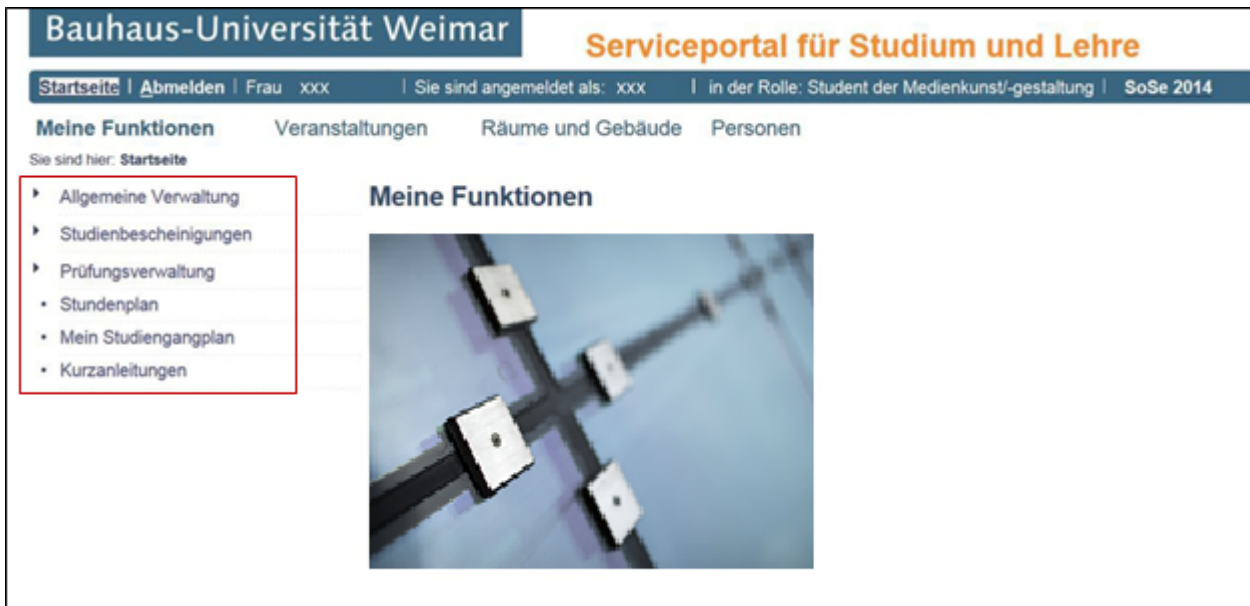 Bauhaus-Universität Weimar
Serviceportal für Studium und Lehre
Startseite | Abmelden | Frau xxx | Sie sind angemeldet als: xxx | in der Rolle: Student der Medienkunst/-gestaltung | SoSe 2014
Meine Funktionen Veranstaltungen Räume und Gebäude Personen
Sie sind hier: Startseite
Allgemeine Verwaltung
Meine Funktionen
Studienbescheinigungen
Prüfungsverwaltung
Stundenplan
Mein Studiengangplan
Kurzanleitungen